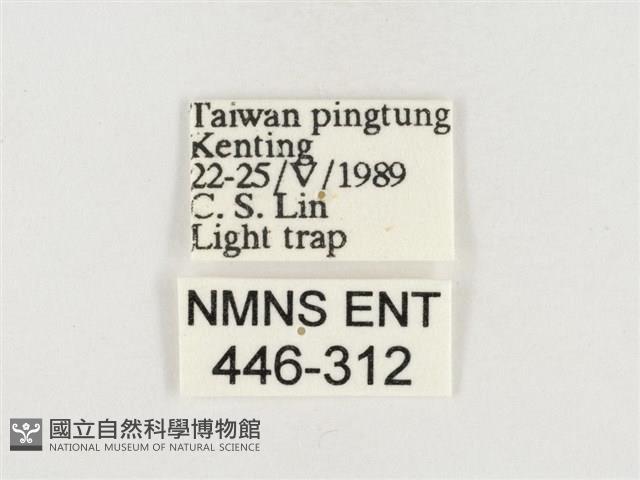 Taiwan pingtung
Kenting
22-25/V/1989
C. S. Lin
Light trap
NMNS ENT
446-312
國立自然科學博物館
NATIONAL MUSEUM OF NATURAL SCIENCE